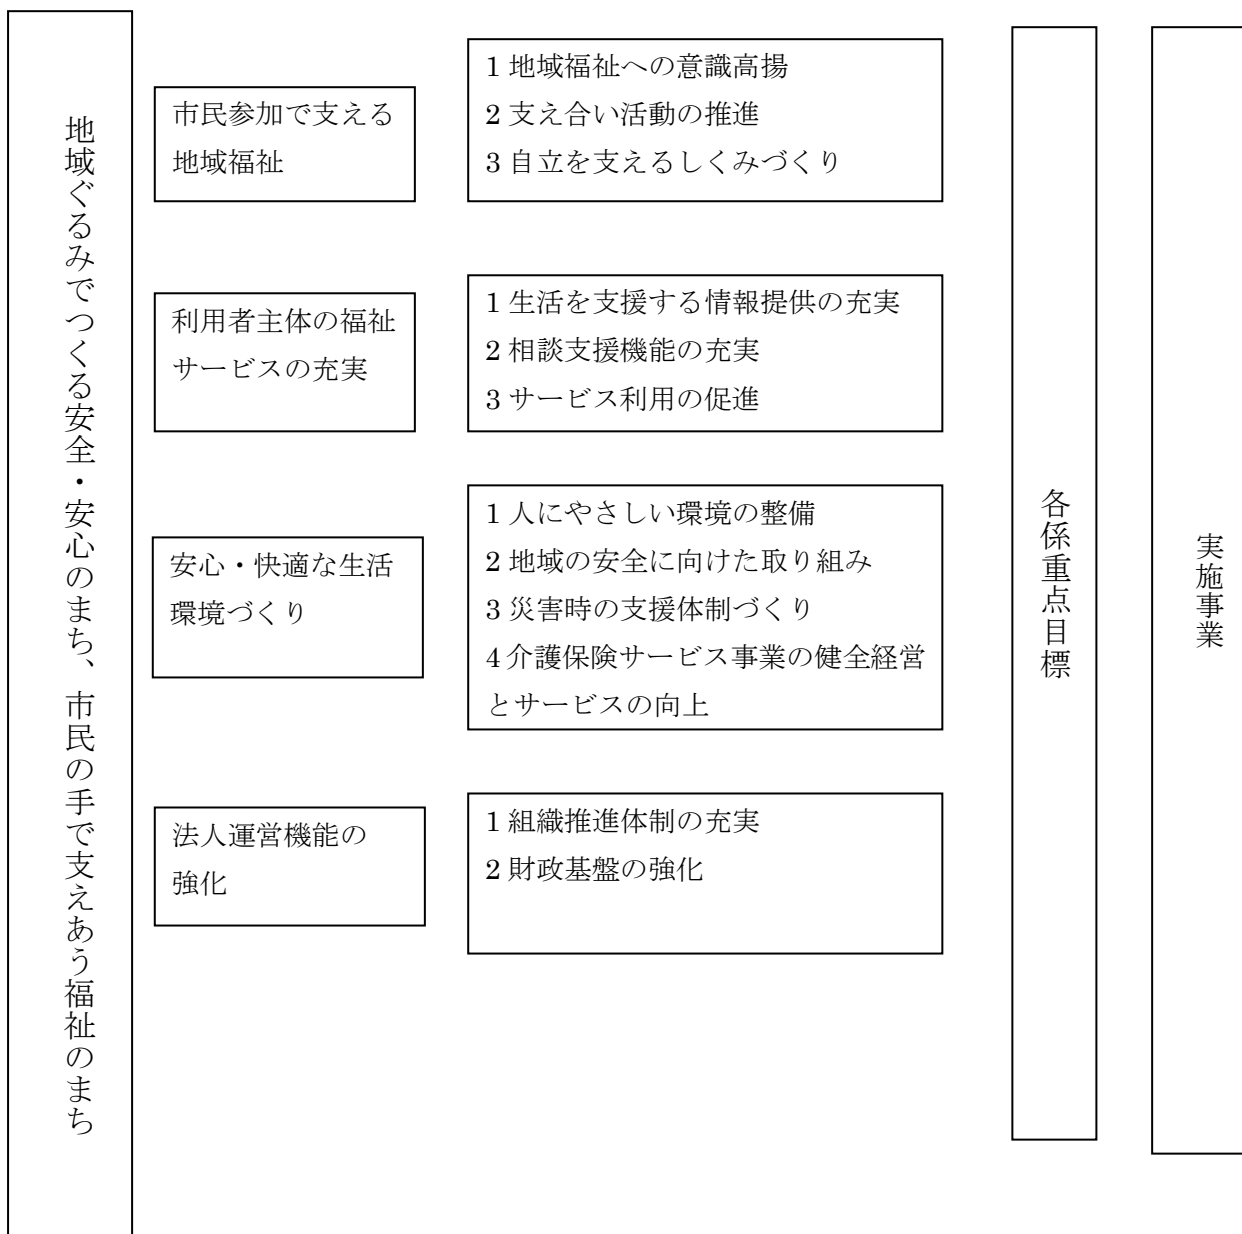 地域ぐるみでつくる安全・安心のまち、市民の手で支えあう福祉のまち
市民参加で支える
地域福祉
1 地域福祉への意識高揚
2 支え合い活動の推進
3 自立を支えるしくみづくり
利用者主体の福祉
サービスの充実
1 生活を支援する情報提供の充実
2 相談支援機能の充実
3 サービス利用の促進
安心・快適な生活
環境づくり
1 人にやさしい環境の整備
2 地域の安全に向けた取り組み
3 災害時の支援体制づくり
4 介護保険サービス事業の健全経営
とサービスの向上
法人運営機能の
強化
1 組織推進体制の充実
2 財政基盤の強化
各係重点目標
実施事業